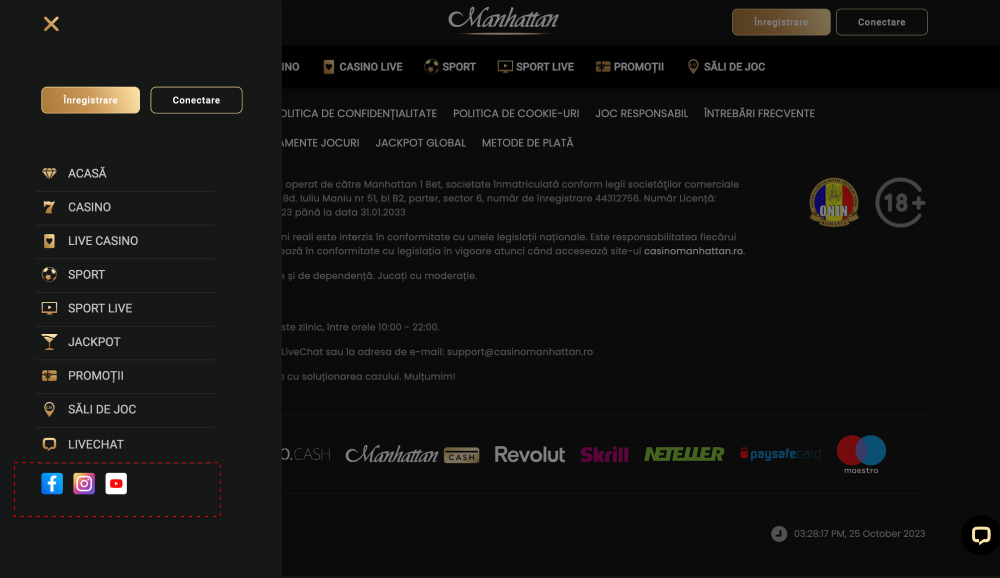 Manhattan
Înregistrare
Conectare
INO
CASINO LIVE
SPORT
SPORT LIVE
PROMOȚII
SĂLI DE JOC
Înregistrare
Conectare
OLITICA DE CONFIDENȚIALITATE
POLITICA DE COOKIE-URI
JOC RESPONSABIL
ÎNTREBĂRI FRECVENTE
AMENTE JOCURI
JACKPOT GLOBAL
METODE DE PLATĂ
ACASĂ
CASINO
LIVE CASINO
SPORT
SPORT LIVE
JACKPOT
PROMOȚII
SĂLI DE JOC
LIVECHAT
operat de către Manhattan 1 Bet, societate înmatriculată conform legii societăților comerciale
Bd. Iuliu Maniu nr 51, bl B2, parter, sector 6, număr de înregistrare 44312756. Număr Licență:
23 până la data 31.01.2033
ni reali este interzis în conformitate cu unele legislații naționale. Este responsabilitatea fiecărui
ează în conformitate cu legislația în vigoare atunci când accesează site-ul casinomanhattan.ro.
e și de dependență. Jucați cu moderație.
ste zilnic, între orele 10:00 - 22:00.
LiveChat sau la adresa de e-mail: support@casinomanhattan.ro
o cu soluționarea cazului. Mulțumim!
ONJN
18+
O.CASH
Manhattan CASH
Revolut
Skrill
NETELLER
paysafecard
maestro
03:28:17 PM, 25 October 2023